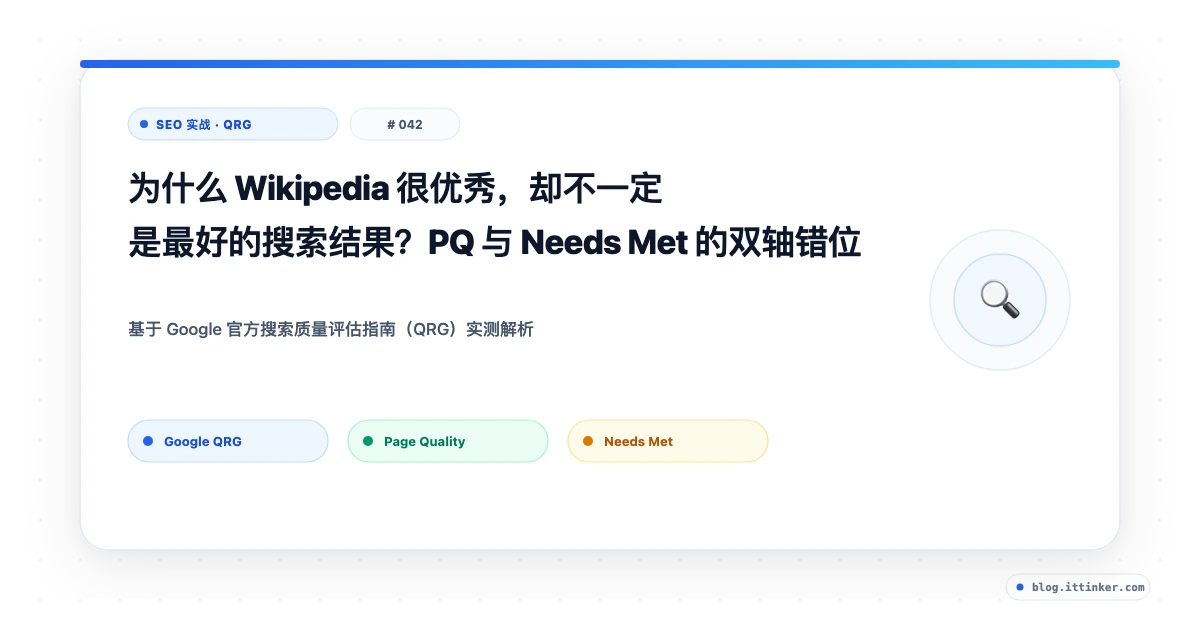 SEO 实战 · QRG
# 042
为什么 Wikipedia 很优秀，却不一定
是最好的搜索结果？PQ 与 Needs Met 的双轴错位
基于 Google 官方搜索质量评估指南（QRG）实测解析
Google QRG
Page Quality
Needs Met
blog.ittinker.com